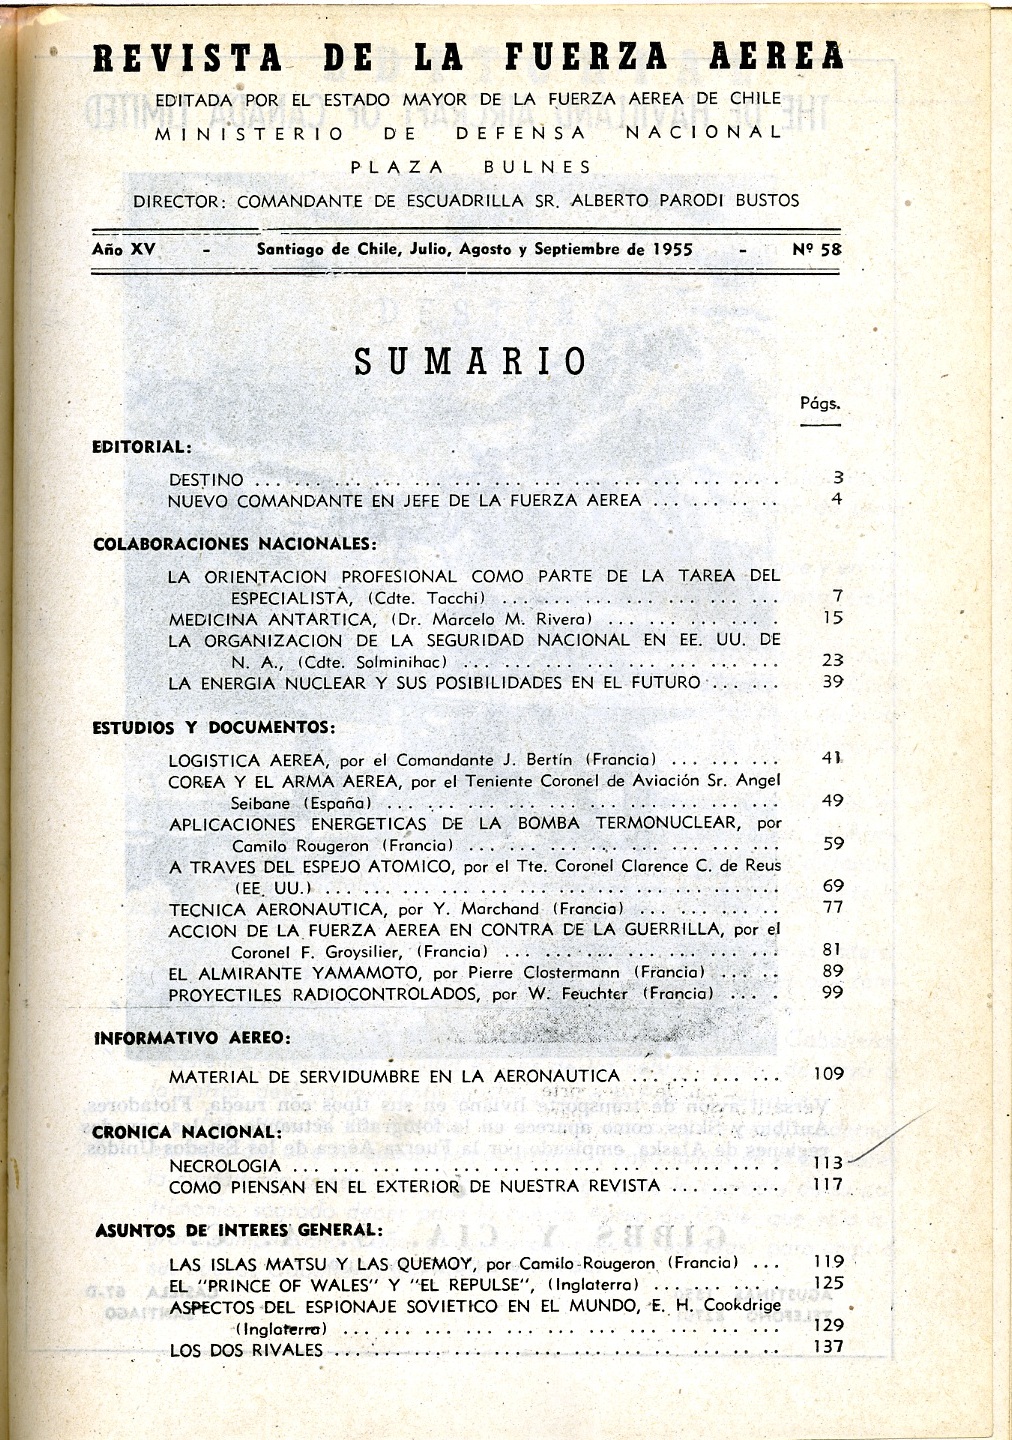 REVISTA DE LA FUERZA AEREA
EDITADA POR EL ESTADO MAYOR DE LA FUERZA AEREA DE CHILE
MINISTERIO DE DEFENSA NACIONAL
PLAZA BULNES
DIRECTOR: COMANDANTE DE ESCUADRILLA SR. ALBERTO PARODI BUSTOS
Año XV - Santiago de Chile, Julio, Agosto y Septiembre de 1955 - Nº 58
SUMARIO
Págs.
EDITORIAL:
DESTINO ... 3
NUEVO COMANDANTE EN JEFE DE LA FUERZA AEREA ... 4
COLABORACIONES NACIONALES:
LA ORIENTACION PROFESIONAL COMO PARTE DE LA TAREA DEL
ESPECIALISTA, (Cdte. Tacchi) ... 7
MEDICINA ANTARTICA, (Dr. Marcelo M. Rivera) ... 15
LA ORGANIZACION DE LA SEGURIDAD NACIONAL EN EE. UU. DE
N. A., (Cdte. Solminihac) ... 23
LA ENERGIA NUCLEAR Y SUS POSIBILIDADES EN EL FUTURO ... 39
ESTUDIOS Y DOCUMENTOS:
LOGISTICA AEREA, por el Comandante J. Bertín (Francia) ... 41
COREA Y EL ARMA AEREA, por el Teniente Coronel de Aviación Sr. Angel
Seibane (España) ... 49
APLICACIONES ENERGETICAS DE LA BOMBA TERMONUCLEAR, por
Camilo Rougeron (Francia) ... 59
A TRAVES DEL ESPEJO ATOMICO, por el Tte. Coronel Clarence C. de Reus
(EE. UU.) ... 69
TECNICA AERONAUTICA, por Y. Marchand (Francia) ... 77
ACCION DE LA FUERZA AEREA EN CONTRA DE LA GUERRILLA, por el
Coronel F. Groysilier, (Francia) ... 81
EL ALMIRANTE YAMAMOTO, por Pierre Clostermann (Francia) ... 89
PROYECTILES RADIOCONTROLADOS, por W. Feuchter (Francia) ... 99
INFORMATIVO AEREO:
MATERIAL DE SERVIDUMBRE EN LA AERONAUTICA ... 109
CRONICA NACIONAL:
NECROLOGIA ... 113
COMO PIENSAN EN EL EXTERIOR DE NUESTRA REVISTA ... 117
ASUNTOS DE INTERES GENERAL:
LAS ISLAS MATSU Y LAS QUEMOY, por Camilo Rougeron (Francia) ... 119
EL "PRINCE OF WALES" Y "EL REPULSE", (Inglaterra) ... 125
ASPECTOS DEL ESPIONAJE SOVIETICO EN EL MUNDO, E. H. Cookdrige
(Inglaterra) ... 129
LOS DOS RIVALES ... 137